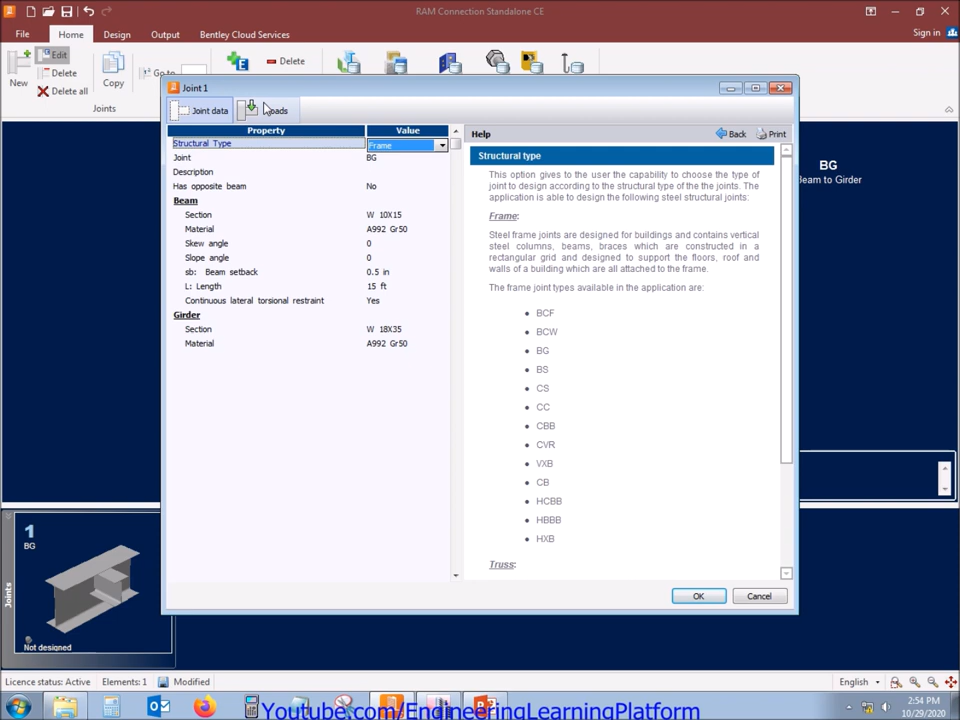 RAM Connection Standalone CE
File
Home
Design
Output
Bentley Cloud Services
Sign in
New
Edit
Delete
Delete all
Copy
Go to
Delete
Joints
Joint 1
Joint data
Property Value
Structural Type Frame
Joint BG
Description
Has opposite beam No
Beam
Section W 10X15
Material A992 Gr50
Skew angle 0
Slope angle 0
sb: Beam setback 0.5 in
L: Length 15 ft
Continuous lateral torsional restraint Yes
Girder
Section W 18X35
Material A992 Gr50
Help
Back
Print
Structural type
This option gives to the user the capability to choose the type of
joint to design according to the structural type of the the joints. The
application is able to design the following steel structural joints:
Frame:
Steel frame joints are designed for buildings and contains vertical
steel columns, beams, braces which are constructed in a
rectangular grid and designed to support the floors, roof and
walls of a building which are all attached to the frame.
The frame joint types available in the application are:
• BCF
• BCW
• BG
• BS
• CS
• CC
• CBB
• CVR
• VXB
• CB
• HCBB
• HBBB
• HXB
Truss:
OK
Cancel
BG
to Girder
1
BG
Not designed
Joints
Licence status: Active
Elements: 1
Modified
English
2:54 PM
10/29/2020
Youtube.com/EngineeringLearningPlatform